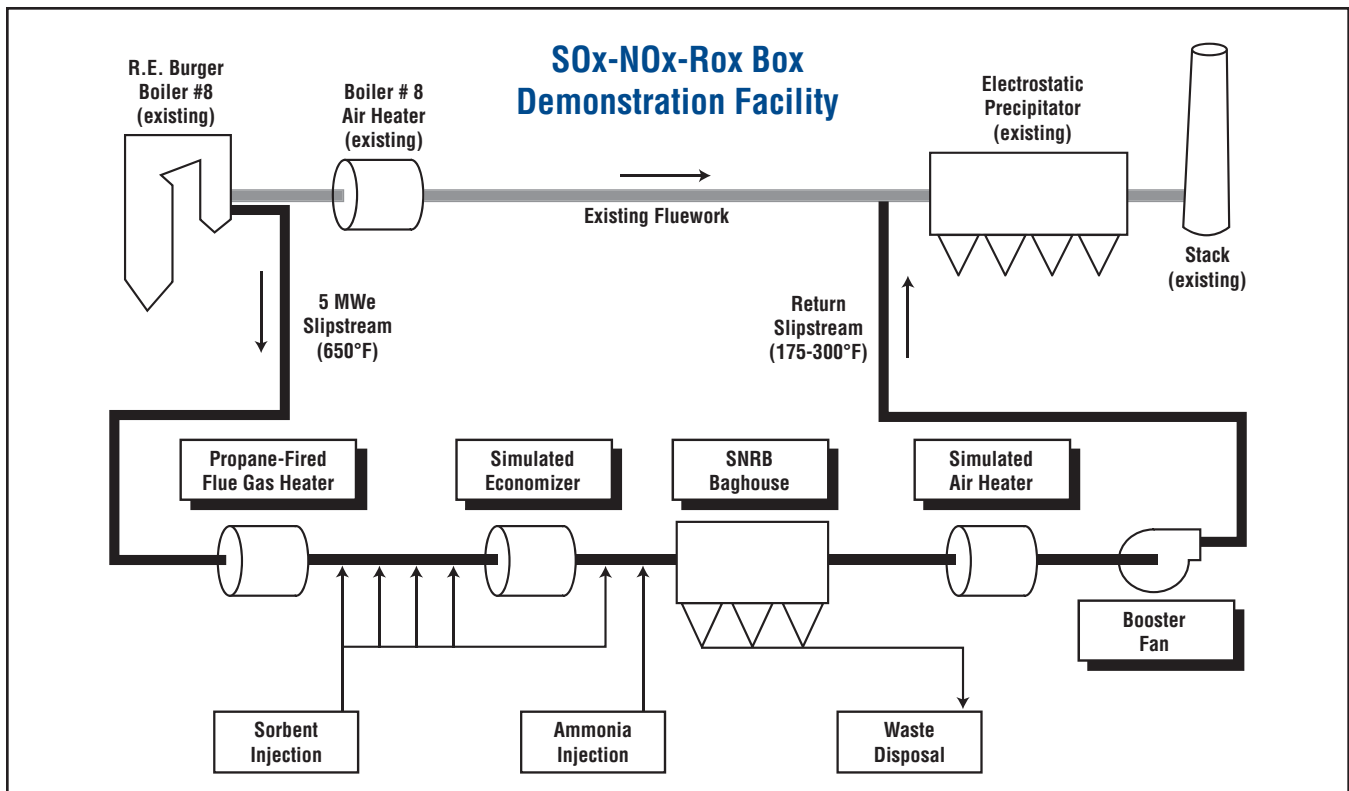 SOx-NOx-Rox Box
Demonstration Facility
R.E. Burger
Boiler #8
(existing)
Boiler # 8
Air Heater
(existing)
Electrostatic
Precipitator
(existing)
Existing Fluework
Stack
(existing)
5 MWe
Slipstream
(650°F)
Return
Slipstream
(175-300°F)
Propane-Fired
Flue Gas Heater
Simulated
Economizer
SNRB
Baghouse
Simulated
Air Heater
Booster
Fan
Sorbent
Injection
Ammonia
Injection
Waste
Disposal